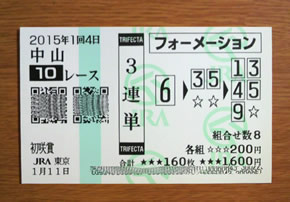 2015年1回4日
中山
10レース
初咲賞
JRA 東京
1月11日
TRIFECTA
3連単
TRIFECTA
フォーメーション
6
35
☆☆
13
45
9☆
組合せ数8
各組☆☆☆200円
合計 ★★★160枚 ★★★1600円
JRA